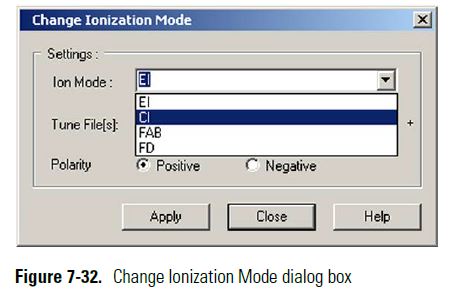 Change Ionization Mode
Settings :
Ion Mode : EI
EI
CI
Tune File[s]: +
FAB
FD
Polarity Positive Negative
Apply Close Help
Figure 7-32. Change Ionization Mode dialog box